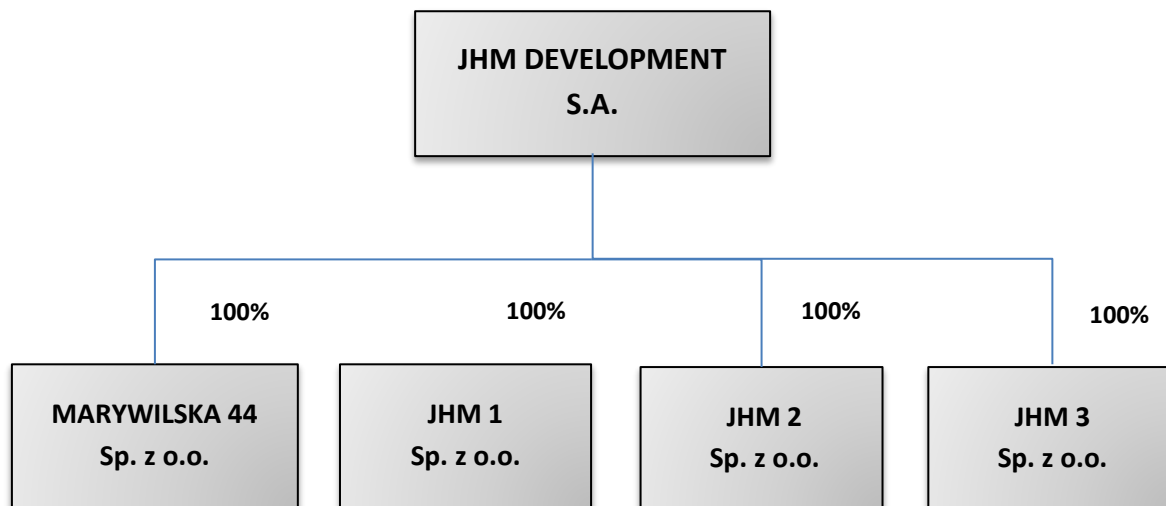 JHM DEVELOPMENT
S.A.
100%
100%
100%
100%
MARYWILSKA 44
Sp. z o.o.
JHM 1
Sp. z o.o.
JHM 2
Sp. z o.o.
JHM 3
Sp. z o.o.